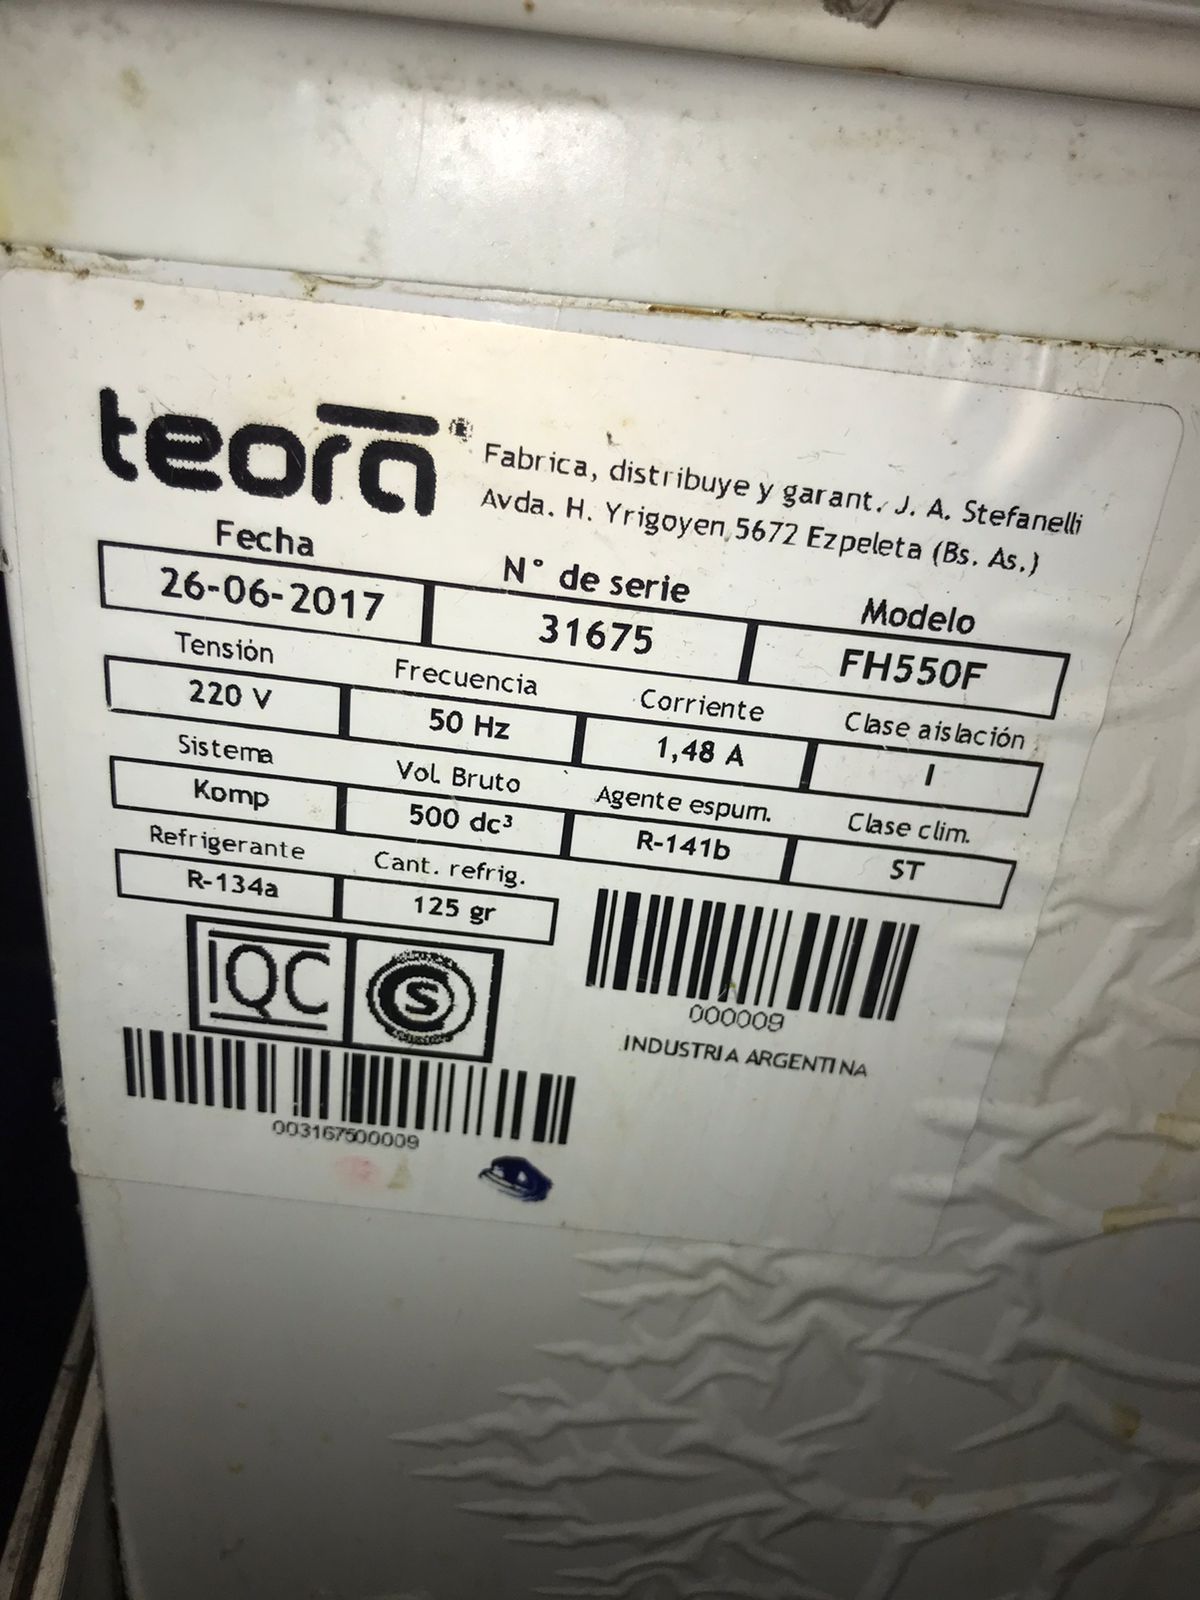 teora®
Fabrica, distribuye y garant. J. A. Stefanelli
Avda. H. Yrigoyen 5672 Ezpeleta (Bs. As.)
Fecha N° de serie Modelo
26-06-2017 31675 FH550F
Tensión Frecuencia Corriente Clase aislación
220 V 50 Hz 1,48 A I
Sistema Vol. Bruto Agente espum. Clase clim.
Komp 500 dc³ R-141b ST
Refrigerante Cant. refrig.
R-134a 125 gr
IQC S
000009
INDUSTRIA ARGENTINA
003167500009